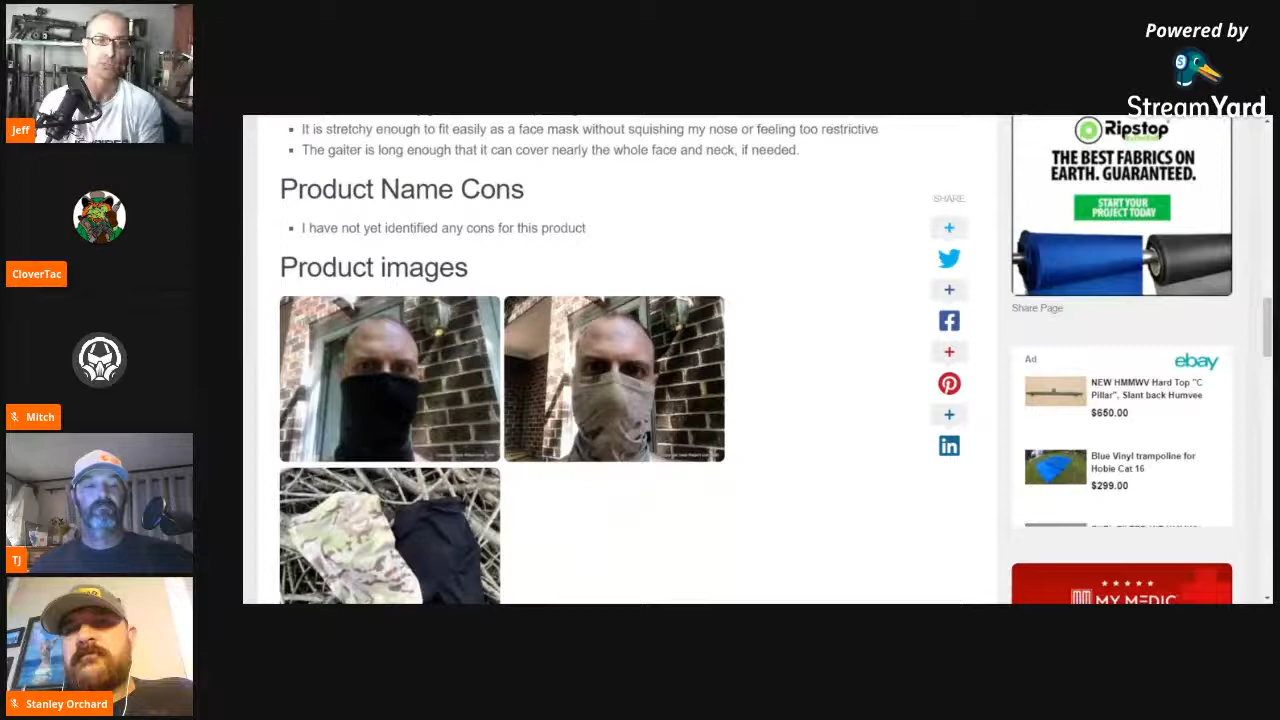 Powered by
StreamYard
Jeff
CloverTac
Mitch
TJ
Stanley Orchard
It is stretchy enough to fit easily as a face mask without squishing my nose or feeling too restrictive
The gaiter is long enough that it can cover nearly the whole face and neck, if needed.
Product Name Cons
I have not yet identified any cons for this product
Product images
SHARE
Ripstop
THE BEST FABRICS ON
EARTH. GUARANTEED.
START YOUR
PROJECT TODAY
Share Page
Ad
ebay
NEW HMMWV Hard Top "C
Pillar", Slant back Humvee
$650.00
Blue Vinyl trampoline for
Hobie Cat 16
$299.00
MY MEDIC